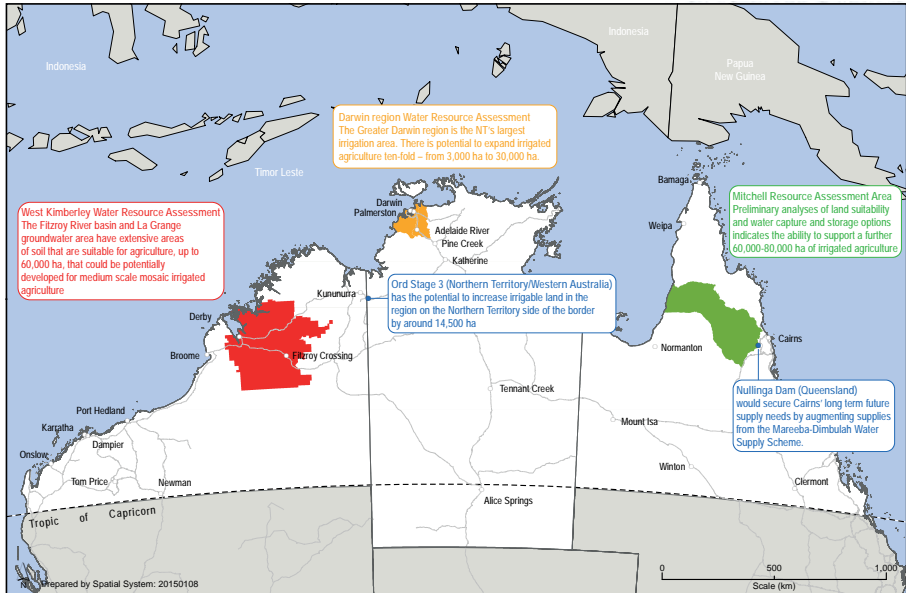 Indonesia
Indonesia
Papua
New Guinea
Darwin region Water Resource Assessment
The Greater Darwin region is the NT's largest
irrigation area. There is potential to expand irrigated
agriculture ten-fold – from 3,000 ha to 30,000 ha.
Timor Leste
Bamaga
West Kimberley Water Resource Assessment
The Fitzroy River basin and La Grange
groundwater area have extensive areas
of soil that are suitable for agriculture, up to
60,000 ha, that could be potentially
developed for medium scale mosaic irrigated
agriculture
Darwin
Palmerston
Adelaide River
Pine Creek
Katherine
Weipa
Mitchell Resource Assessment Area
Preliminary analyses of land suitability
and water capture and storage options
indicates the ability to support a further
60,000-80,000 ha of irrigated agriculture
Kununurra
Ord Stage 3 (Northern Territory/Western Australia)
has the potential to increase irrigable land in the
region on the Northern Territory side of the border
by around 14,500 ha
Derby
Broome
Fitzroy Crossing
Normanton
Cairns
Tennant Creek
Nullinga Dam (Queensland)
would secure Cairns' long term future
supply needs by augmenting supplies
from the Mareeba-Dimbulah Water
Supply Scheme.
Port Hedland
Karratha
Dampier
Onslow
Tom Price
Newman
Mount Isa
Winton
Clermont
Alice Springs
Tropic of Capricorn
N
Prepared by Spatial System: 20150108
0 500 1,000
Scale (km)